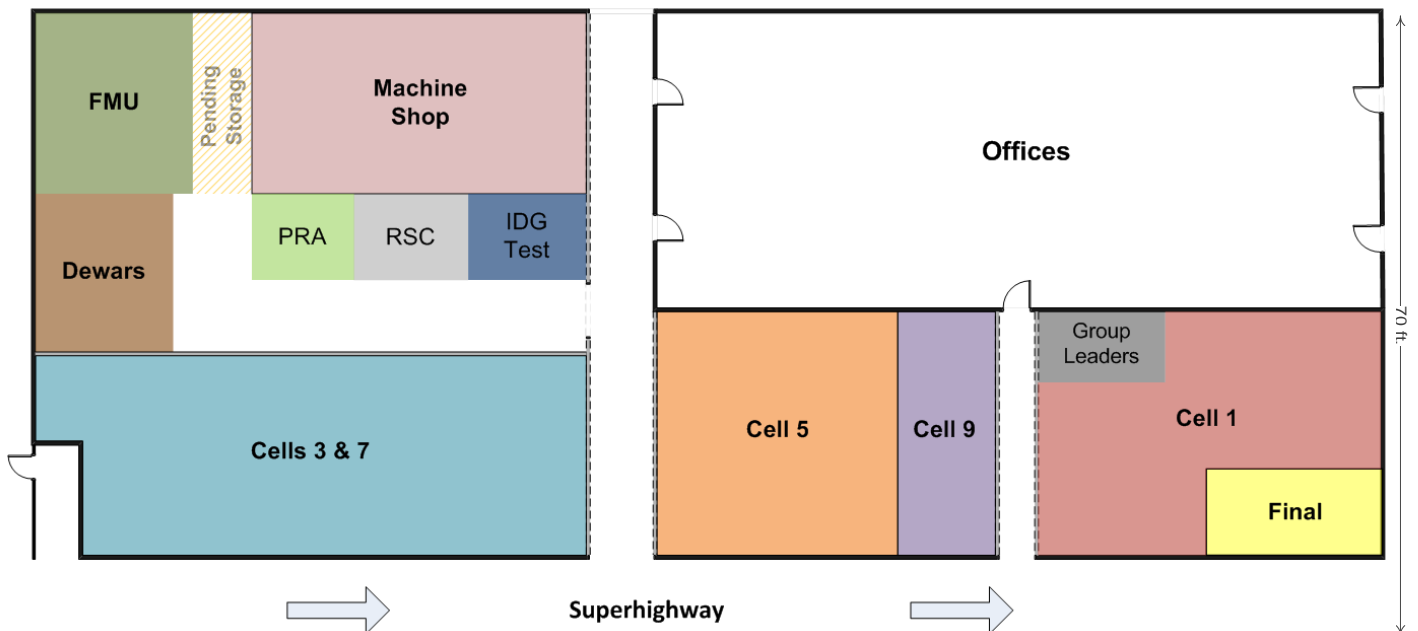 FMU
Pending
Storage
Machine
Shop
Offices
Dewars
PRA
RSC
IDG
Test
70 ft.
Group
Leaders
Cells 3 & 7
Cell 5
Cell 9
Cell 1
Final
Superhighway